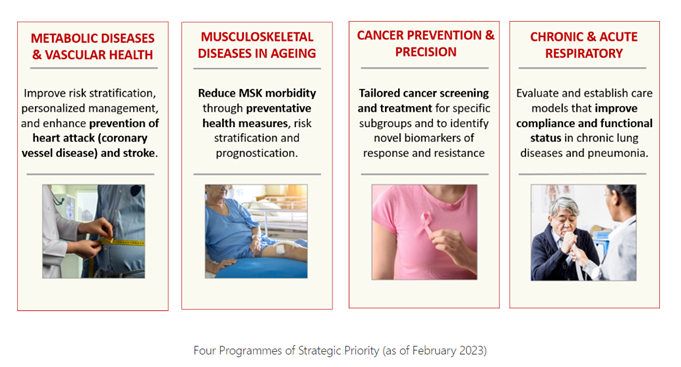 METABOLIC DISEASES
& VASCULAR HEALTH
Improve risk stratification,
personalized management,
and enhance prevention of
heart attack (coronary
vessel disease) and stroke.
MUSCULOSKELETAL
DISEASES IN AGEING
Reduce MSK morbidity
through preventative
health measures, risk
stratification and
prognostication.
CANCER PREVENTION &
PRECISION
Tailored cancer screening
and treatment for specific
subgroups and to identify
novel biomarkers of
response and resistance
CHRONIC & ACUTE
RESPIRATORY
Evaluate and establish care
models that improve
compliance and functional
status in chronic lung
diseases and pneumonia.
Four Programmes of Strategic Priority (as of February 2023)